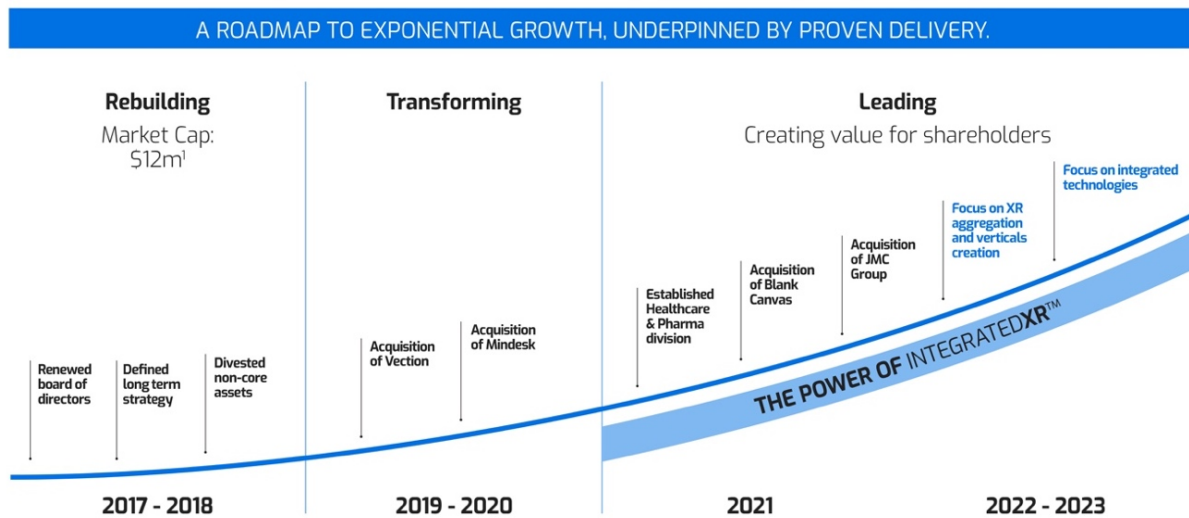 A ROADMAP TO EXPONENTIAL GROWTH, UNDERPINNED BY PROVEN DELIVERY.
Rebuilding
Market Cap:
$12m¹
Transforming
Leading
Creating value for shareholders
Renewed
board of
directors
Defined
long term
strategy
Divested
non-core
assets
Acquisition
of Vection
Acquisition
of Mindesk
Established
Healthcare
& Pharma
division
Acquisition
of Blank
Canvas
Acquisition
of JMC
Group
Focus on XR
aggregation
and verticals
creation
Focus on integrated
technologies
THE POWER OF INTEGRATEDXR™
2017 - 2018
2019 - 2020
2021
2022 - 2023